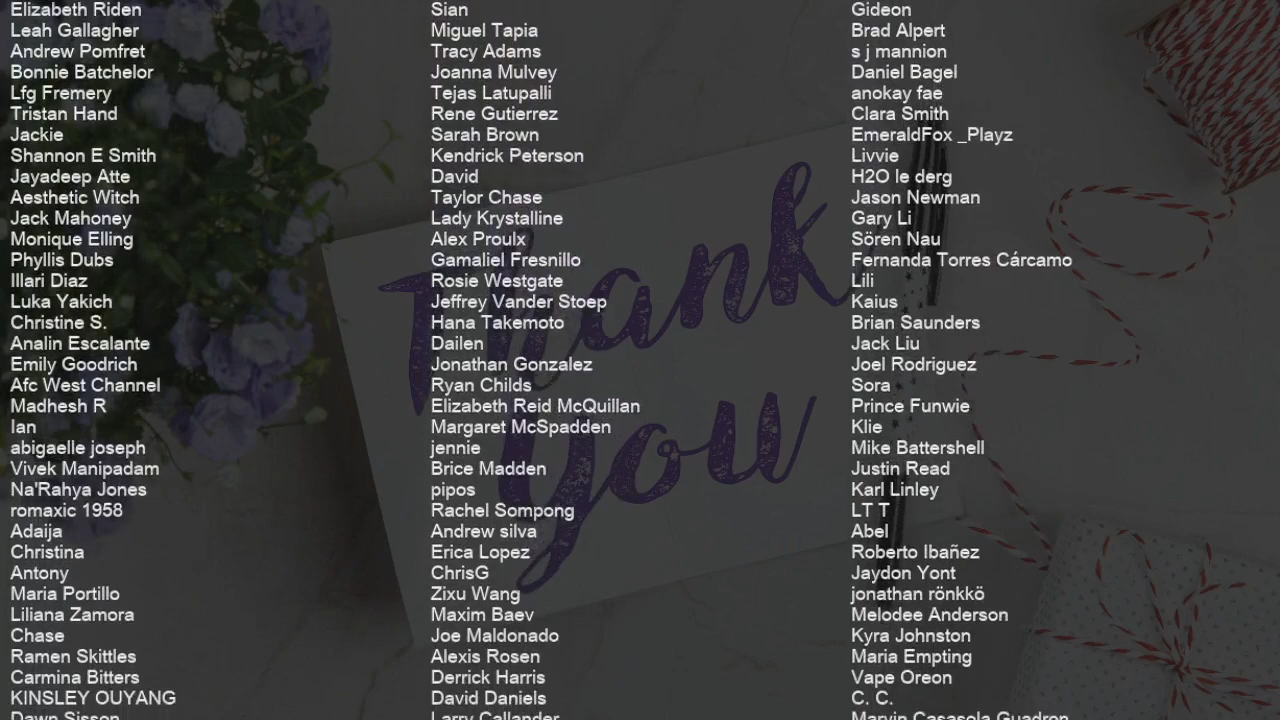 Elizabeth Riden
Leah Gallagher
Andrew Pomfret
Bonnie Batchelor
Lfg Fremery
Tristan Hand
Jackie
Shannon E Smith
Jayadeep Atte
Aesthetic Witch
Jack Mahoney
Monique Elling
Phyllis Dubs
Illari Diaz
Luka Yakich
Christine S.
Analin Escalante
Emily Goodrich
Afc West Channel
Madhesh R
Ian
abigaelle joseph
Vivek Manipadam
Na'Rahya Jones
romaxic 1958
Adaija
Christina
Antony
Maria Portillo
Liliana Zamora
Chase
Ramen Skittles
Carmina Bitters
KINSLEY OUYANG
Dawn Sisson
Sian
Miguel Tapia
Tracy Adams
Joanna Mulvey
Tejas Latupalli
Rene Gutierrez
Sarah Brown
Kendrick Peterson
David
Taylor Chase
Lady Krystalline
Alex Proulx
Gamaliel Fresnillo
Rosie Westgate
Jeffrey Vander Stoep
Hana Takemoto
Dailen
Jonathan Gonzalez
Ryan Childs
Elizabeth Reid McQuillan
Margaret McSpadden
jennie
Brice Madden
pipos
Rachel Sompong
Andrew silva
Erica Lopez
ChrisG
Zixu Wang
Maxim Baev
Joe Maldonado
Alexis Rosen
Derrick Harris
David Daniels
Larry Callander
Gideon
Brad Alpert
s j mannion
Daniel Bagel
anokay fae
Clara Smith
EmeraldFox _Playz
Livvie
H2O le derg
Jason Newman
Gary Li
Sören Nau
Fernanda Torres Cárcamo
Lili
Kaius
Brian Saunders
Jack Liu
Joel Rodriguez
Sora
Prince Funwie
Klie
Mike Battershell
Justin Read
Karl Linley
LT T
Abel
Roberto Ibañez
Jaydon Yont
jonathan rönkkö
Melodee Anderson
Kyra Johnston
Maria Empting
Vape Oreon
C. C.
Marvin Casasola Guadron
Thank
you